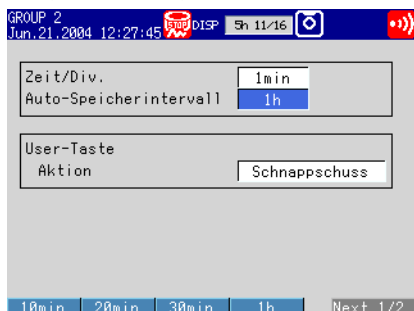 GROUP 2
Jun.21.2004 12:27:45 STOP DISP 5h 11/16
Zeit/Div. 1min
Auto-Speicherintervall 1h
User-Taste
Aktion Schnappschuss
10min 20min 30min 1h Next 1/2